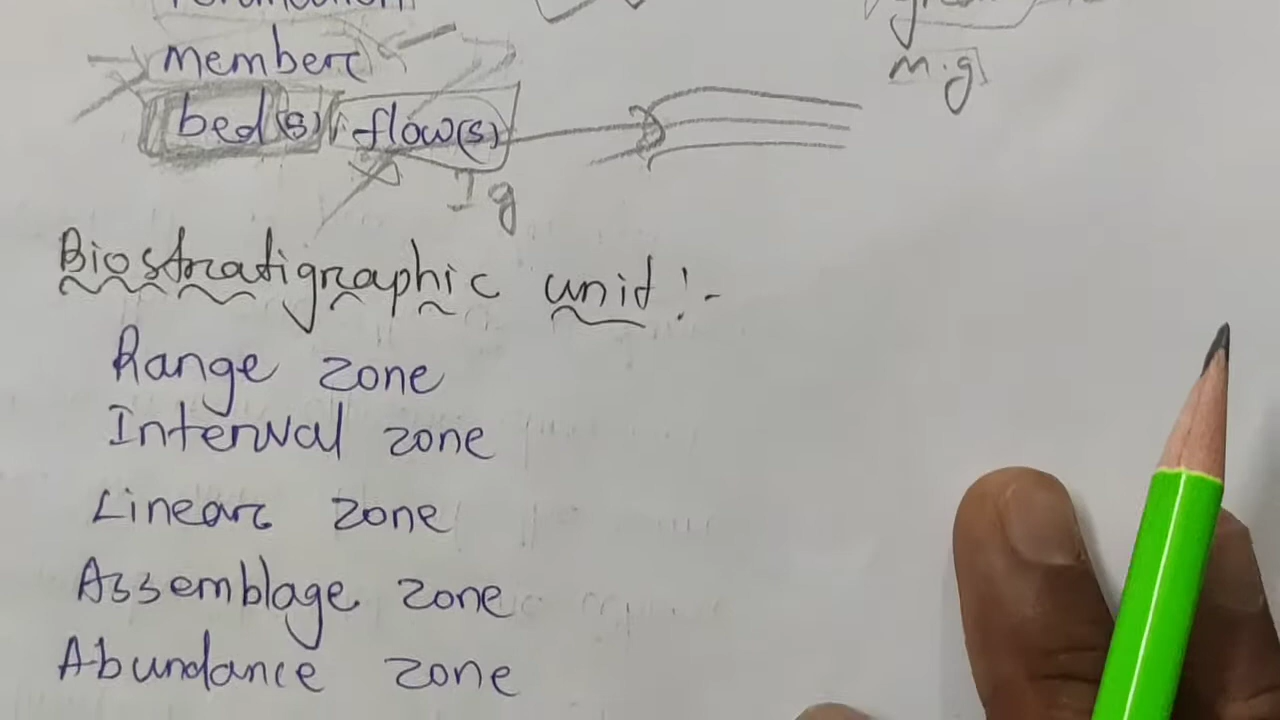 member
bed(s) flow(s)
Ig
m.g
Biostratigraphic unit :-
Range zone
Interval zone
Linear zone
Assemblage zone
Abundance zone